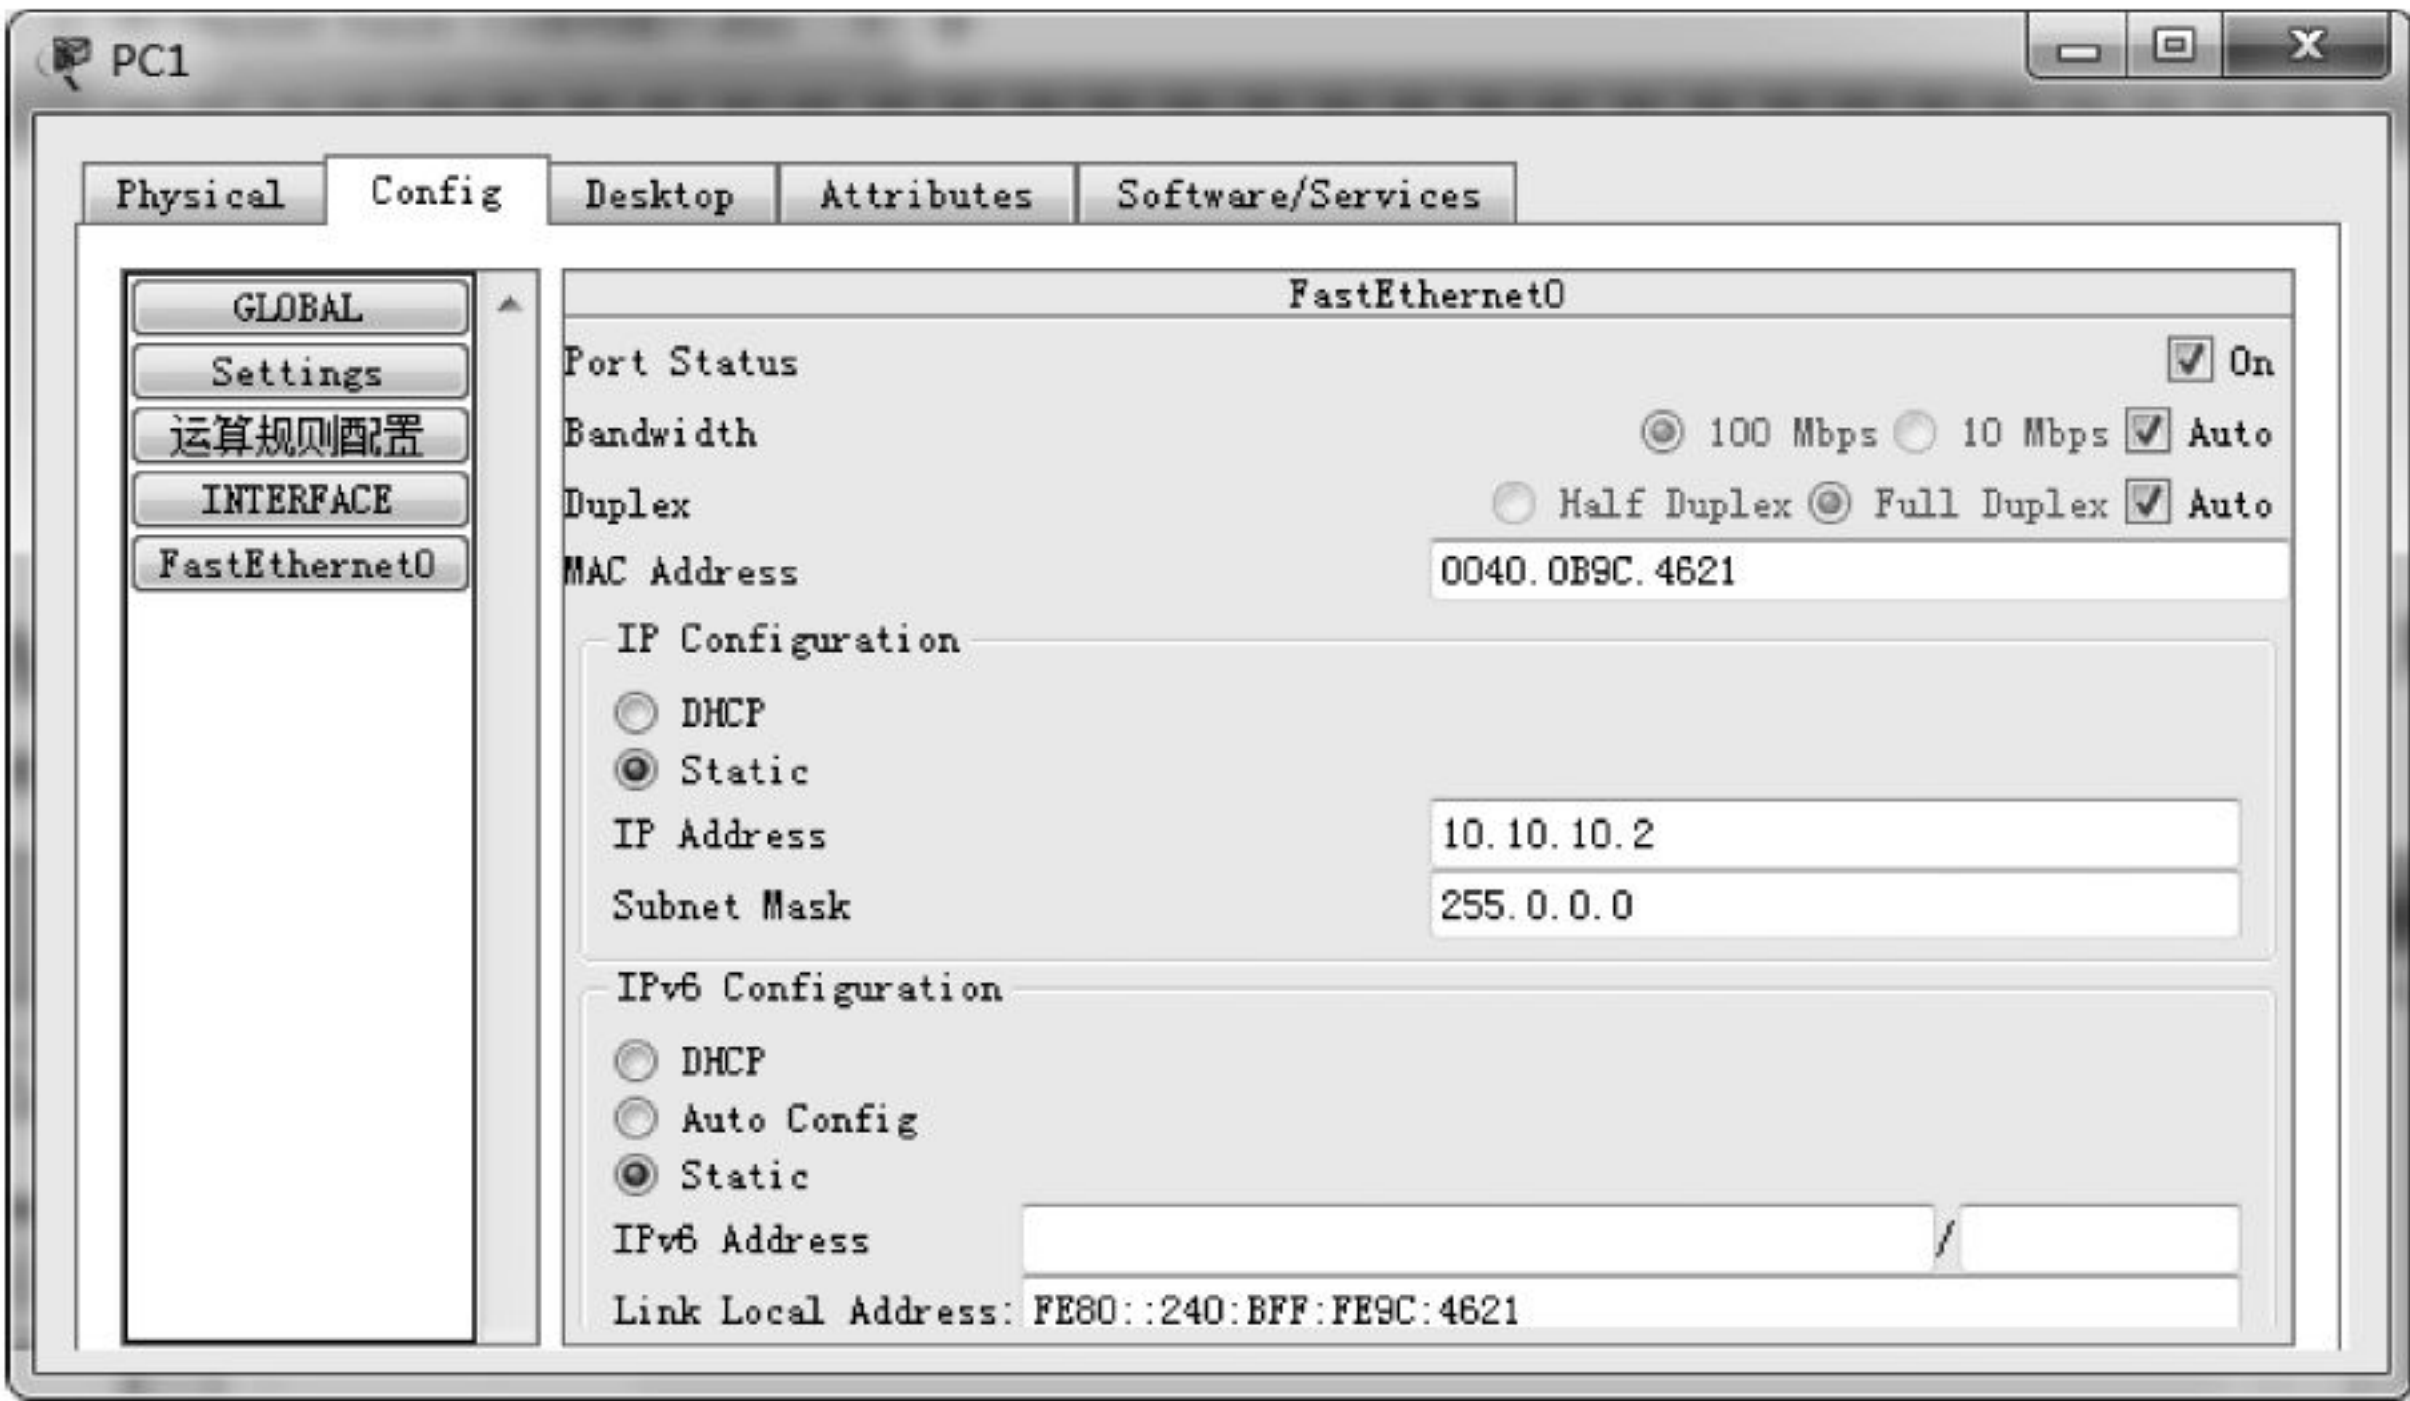 PC1
Physical Config Desktop Attributes Software/Services
GLOBAL
Settings
运算规则配置
INTERFACE
FastEthernet0
FastEthernet0
Port Status On
Bandwidth 100 Mbps 10 Mbps Auto
Duplex Half Duplex Full Duplex Auto
MAC Address 0040.0B9C.4621
IP Configuration
DHCP
Static
IP Address 10.10.10.2
Subnet Mask 255.0.0.0
IPv6 Configuration
DHCP
Auto Config
Static
IPv6 Address /
Link Local Address: FE80::240:BFF:FE9C:4621